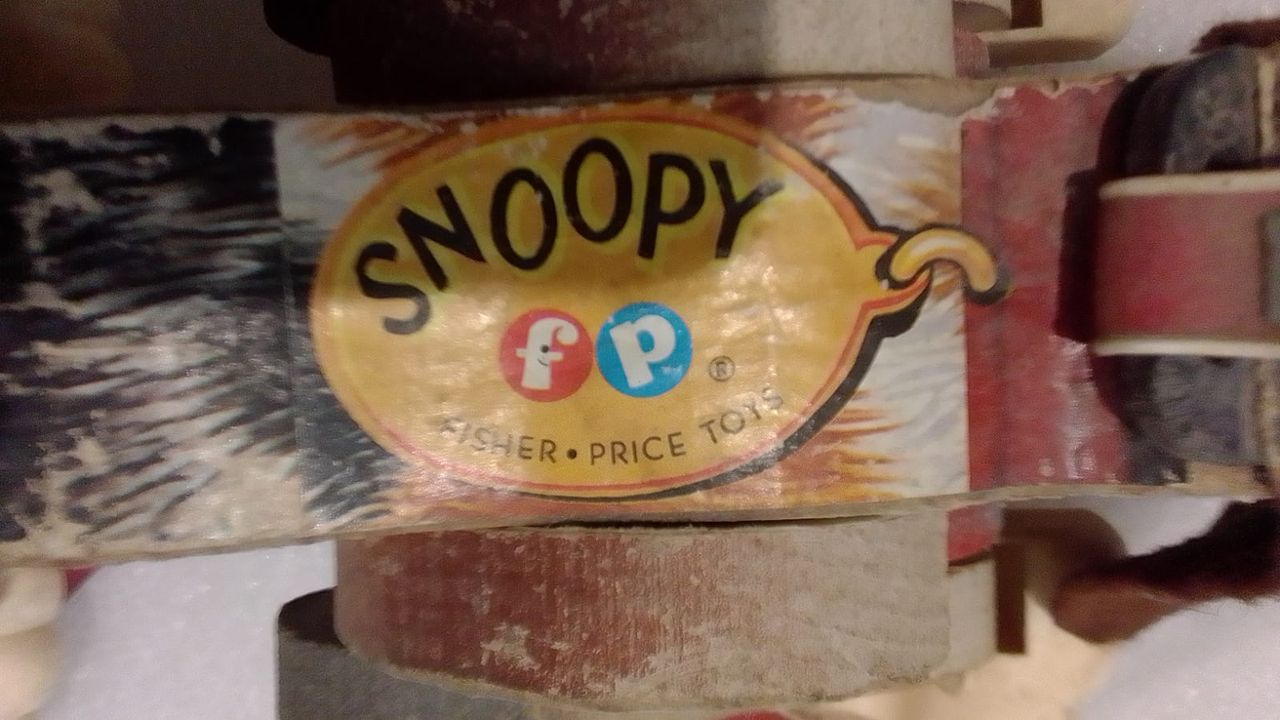 SNOOPY
fp ®
FISHER • PRICE TOYS